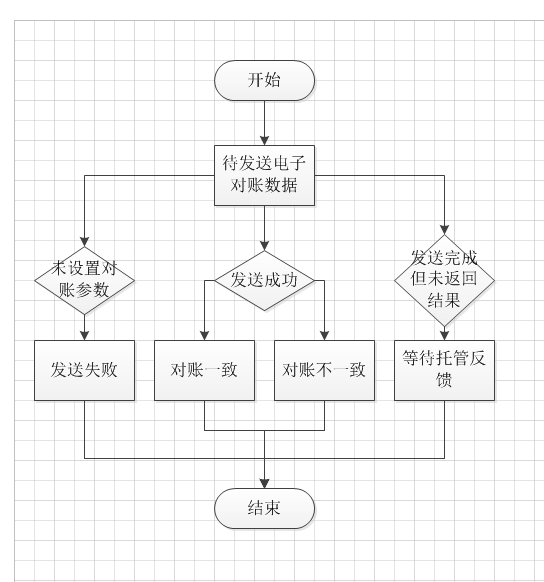 开始
待发送电子
对账数据
未设置对
账参数
发送成功
发送完成
但未返回
结果
发送失败
对账一致
对账不一致
等待托管反
馈
结束